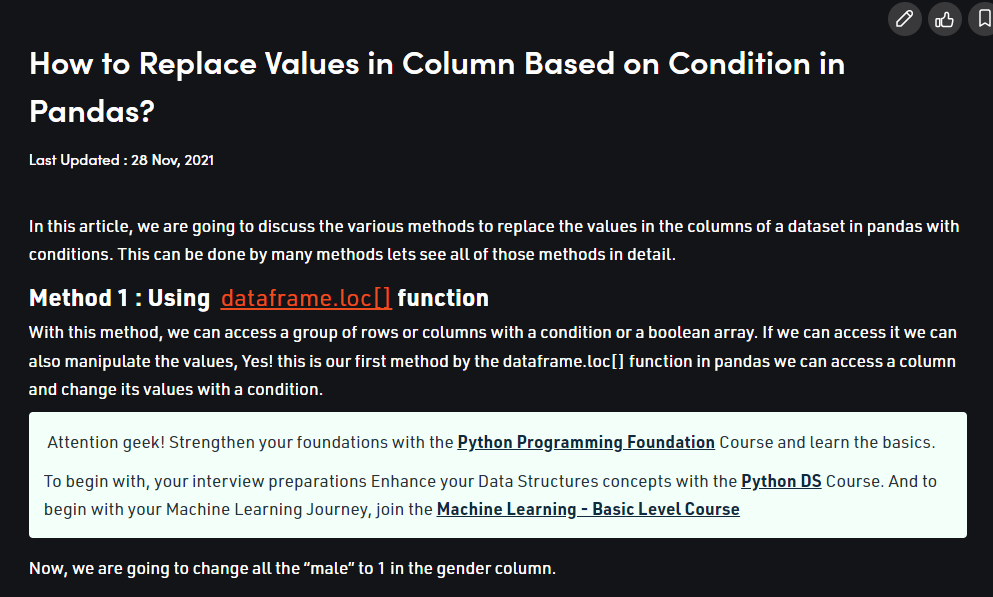 How to Replace Values in Column Based on Condition in
Pandas?
Last Updated : 28 Nov, 2021
In this article, we are going to discuss the various methods to replace the values in the columns of a dataset in pandas with
conditions. This can be done by many methods lets see all of those methods in detail.
Method 1 : Using dataframe.loc[] function
With this method, we can access a group of rows or columns with a condition or a boolean array. If we can access it we can
also manipulate the values, Yes! this is our first method by the dataframe.loc[] function in pandas we can access a column
and change its values with a condition.
Attention geek! Strengthen your foundations with the Python Programming Foundation Course and learn the basics.
To begin with, your interview preparations Enhance your Data Structures concepts with the Python DS Course. And to
begin with your Machine Learning Journey, join the Machine Learning - Basic Level Course
Now, we are going to change all the “male” to 1 in the gender column.